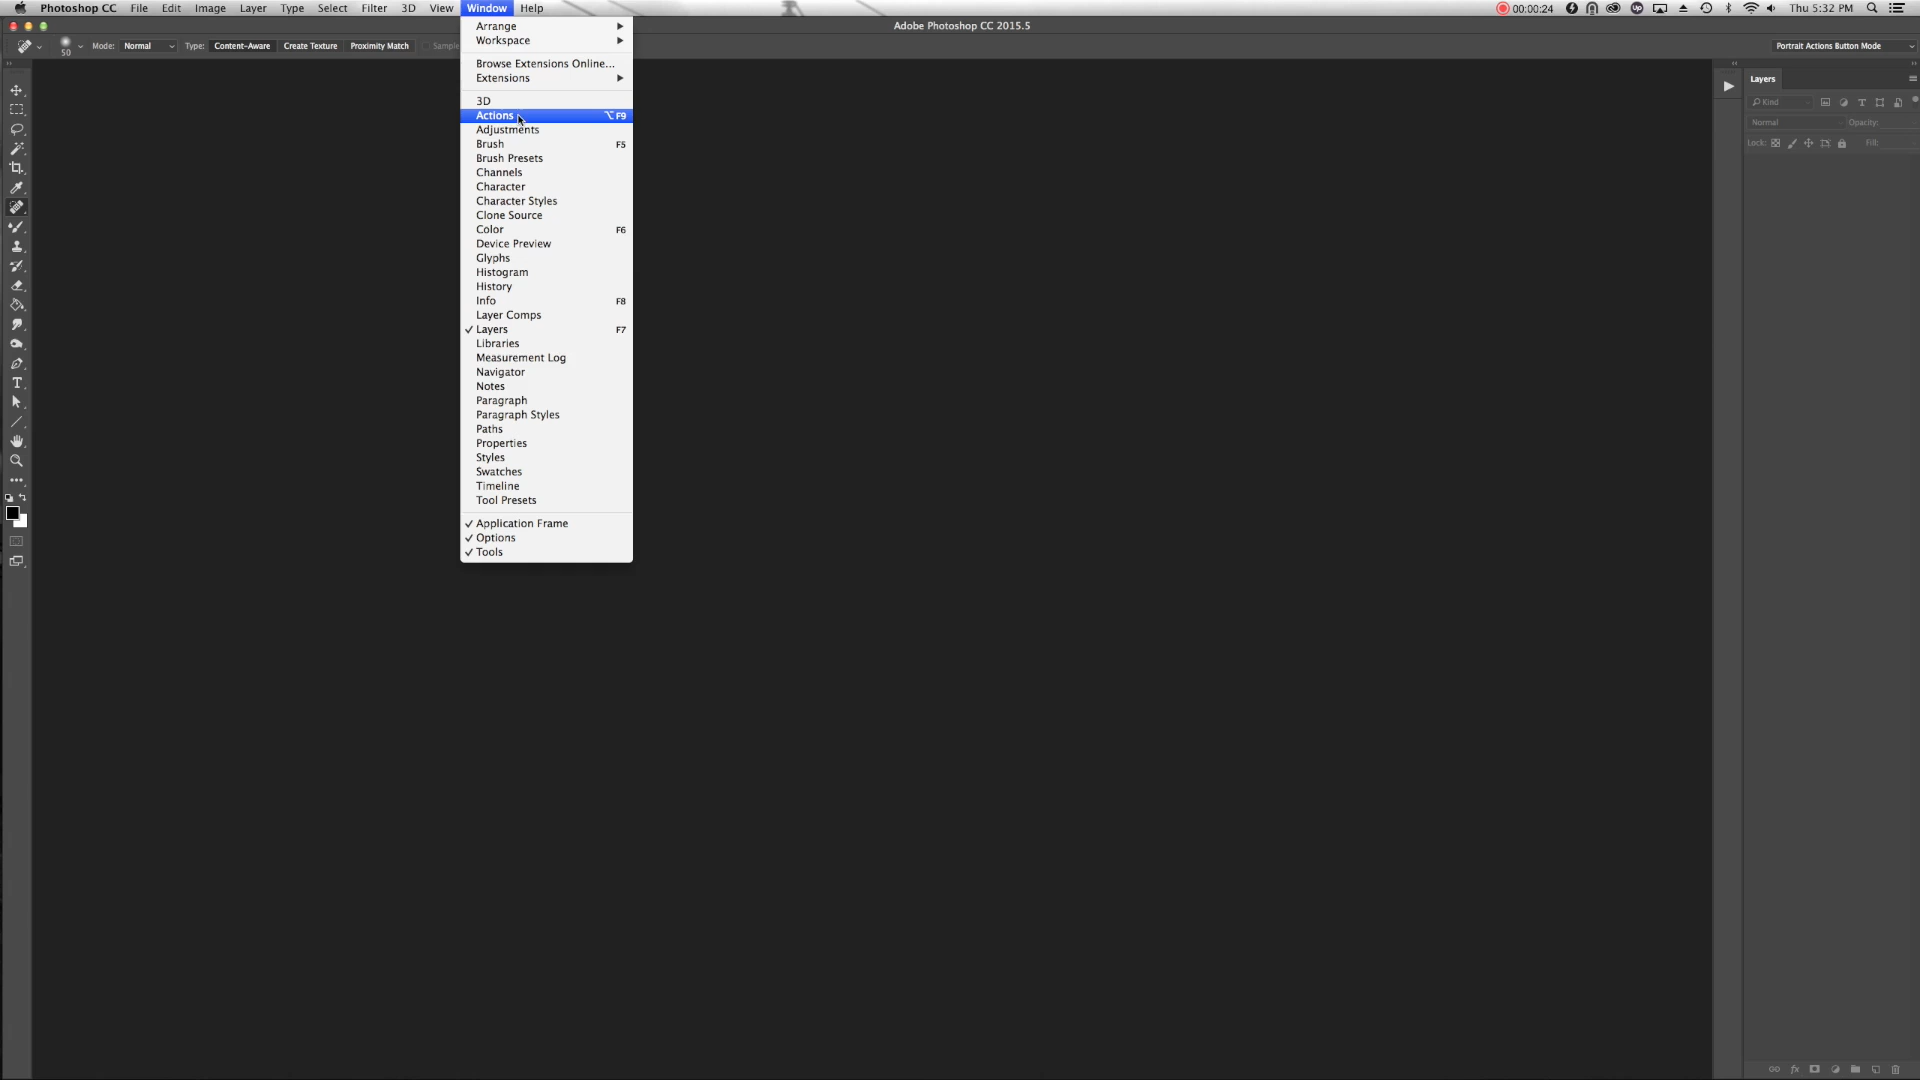 Photoshop CC File Edit Image Layer Type Select Filter 3D View Window Help 00:00:24 Up Thu 5:32 PM
Adobe Photoshop CC 2015.5
50 Mode: Normal Type: Content-Aware Create Texture Proximity Match Sample Portrait Actions Button Mode
Arrange
Workspace
Browse Extensions Online...
Extensions
3D
Actions ⌥F9
Adjustments
Brush F5
Brush Presets
Channels
Character
Character Styles
Clone Source
Color F6
Device Preview
Glyphs
Histogram
History
Info F8
Layer Comps
✓ Layers F7
Libraries
Measurement Log
Navigator
Notes
Paragraph
Paragraph Styles
Paths
Properties
Styles
Swatches
Timeline
Tool Presets
✓ Application Frame
✓ Options
✓ Tools
Layers
Kind
Normal Opacity:
Lock: Fill:
fx